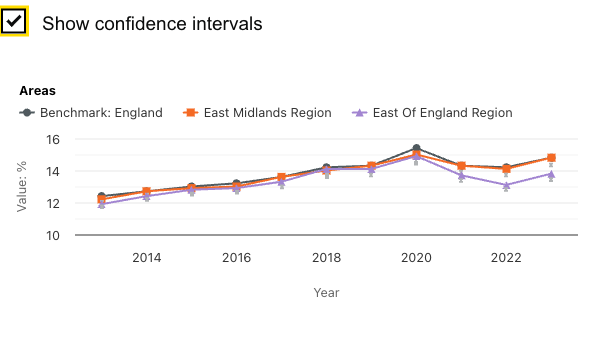 Show confidence intervals
Areas
Benchmark: England East Midlands Region East Of England Region
16
14
12
10
Value: %
2014 2016 2018 2020 2022
Year